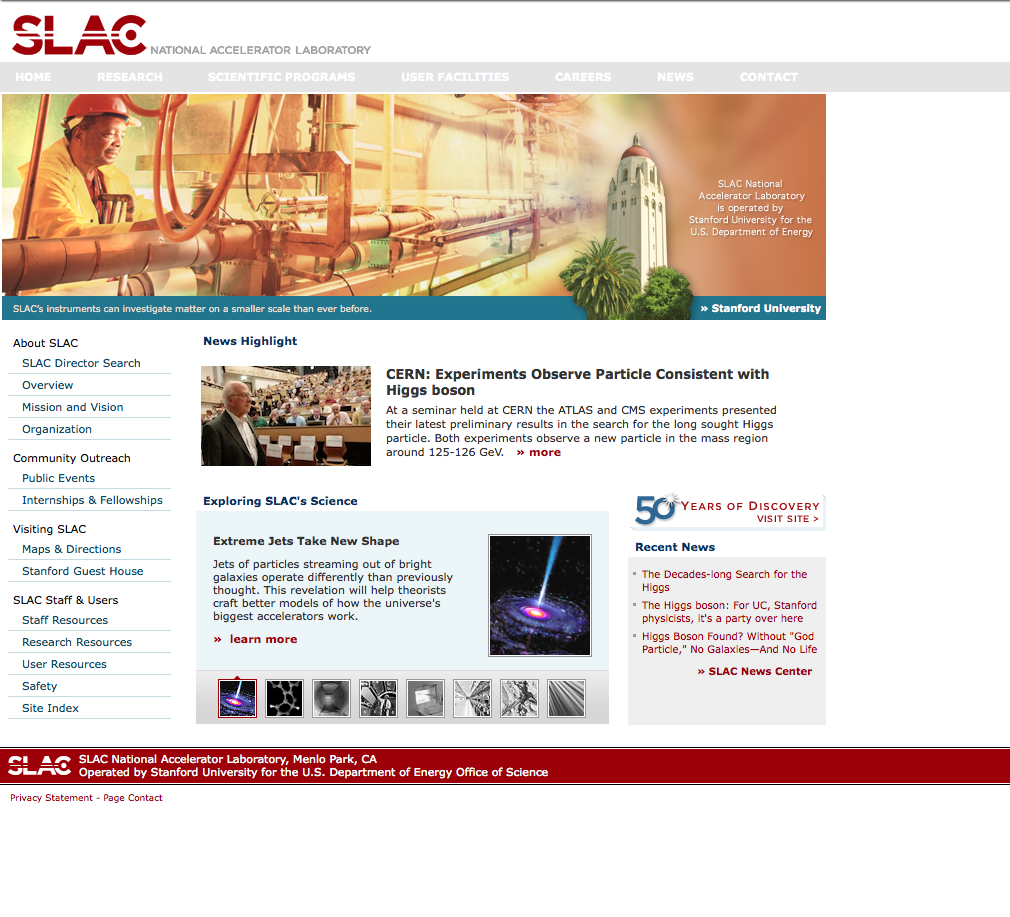 SLAC NATIONAL ACCELERATOR LABORATORY
HOME RESEARCH SCIENTIFIC PROGRAMS USER FACILITIES CAREERS NEWS CONTACT
SLAC National
Accelerator Laboratory
is operated by
Stanford University for the
U.S. Department of Energy
SLAC's instruments can investigate matter on a smaller scale than ever before.
» Stanford University
About SLAC
SLAC Director Search
Overview
Mission and Vision
Organization
Community Outreach
Public Events
Internships & Fellowships
Visiting SLAC
Maps & Directions
Stanford Guest House
SLAC Staff & Users
Staff Resources
Research Resources
User Resources
Safety
Site Index
News Highlight
CERN: Experiments Observe Particle Consistent with
Higgs boson
At a seminar held at CERN the ATLAS and CMS experiments presented
their latest preliminary results in the search for the long sought Higgs
particle. Both experiments observe a new particle in the mass region
around 125-126 GeV. » more
Exploring SLAC's Science
Extreme Jets Take New Shape
Jets of particles streaming out of bright
galaxies operate differently than previously
thought. This revelation will help theorists
craft better models of how the universe's
biggest accelerators work.
» learn more
50 YEARS OF DISCOVERY
VISIT SITE >
Recent News
The Decades-long Search for the
Higgs
The Higgs boson: For UC, Stanford
physicists, it's a party over here
Higgs Boson Found? Without "God
Particle," No Galaxies—And No Life
» SLAC News Center
SLAC
SLAC National Accelerator Laboratory, Menlo Park, CA
Operated by Stanford University for the U.S. Department of Energy Office of Science
Privacy Statement - Page Contact